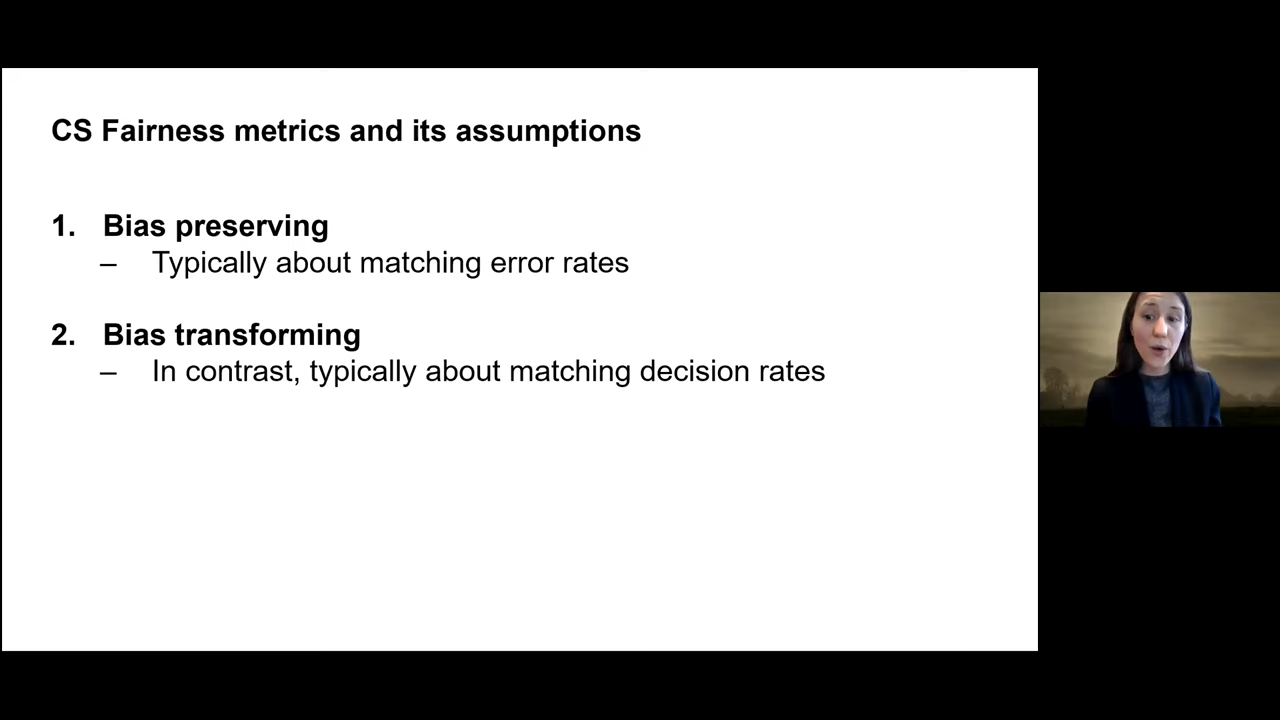 CS Fairness metrics and its assumptions
1. Bias preserving
– Typically about matching error rates
2. Bias transforming
– In contrast, typically about matching decision rates